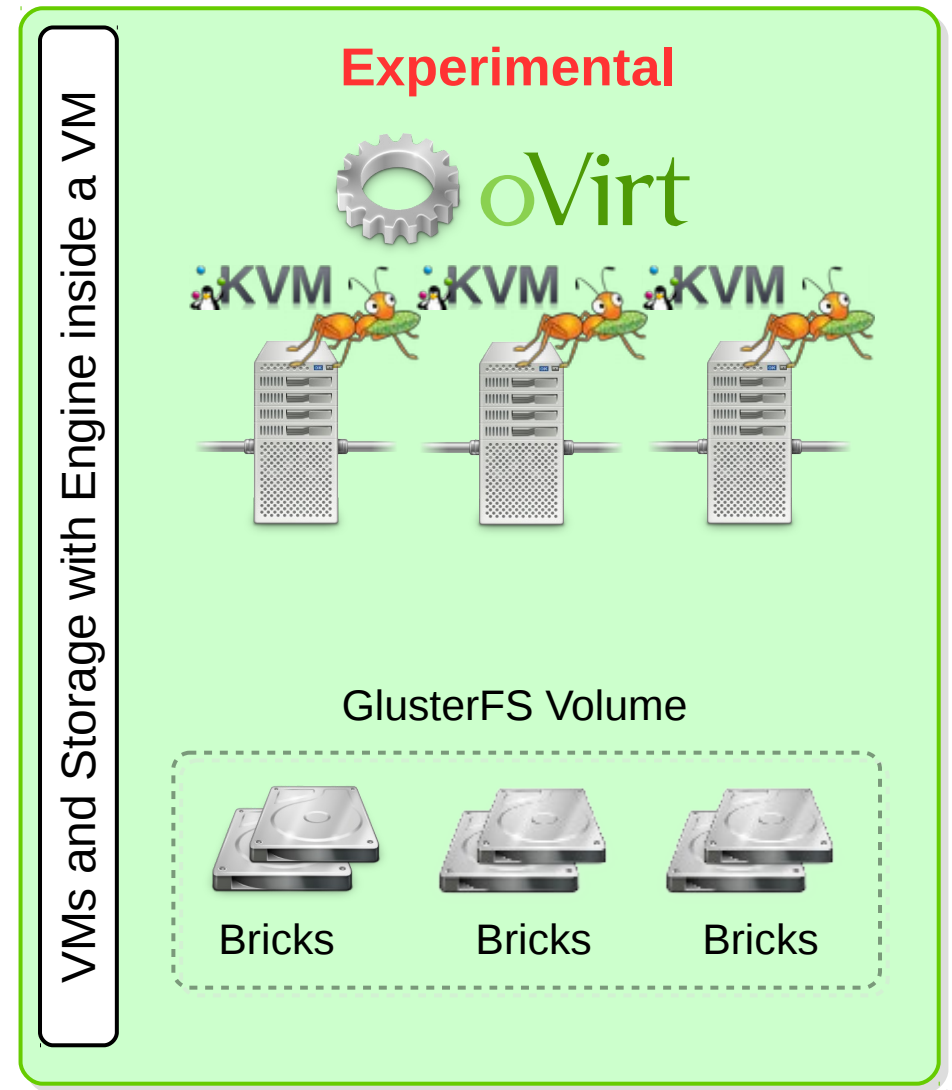 VMs and Storage with Engine inside a VM
Experimental
oVirt
KVM KVM KVM
GlusterFS Volume
Bricks Bricks Bricks